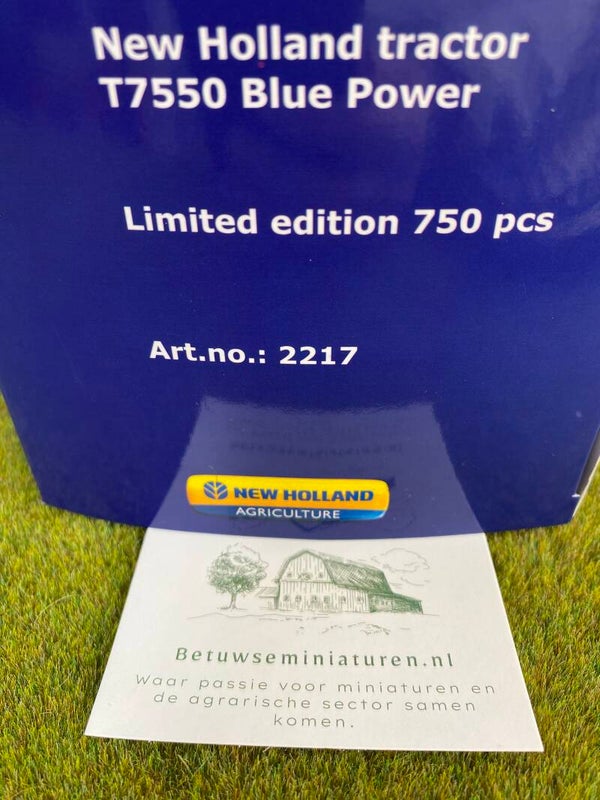 New Holland tractor
T7550 Blue Power
Limited edition 750 pcs
Art.no.: 2217
NEW HOLLAND
AGRICULTURE
Betuwseminiaturen.nl
Waar passie voor miniaturen en
de agrarische sector samen
komen.